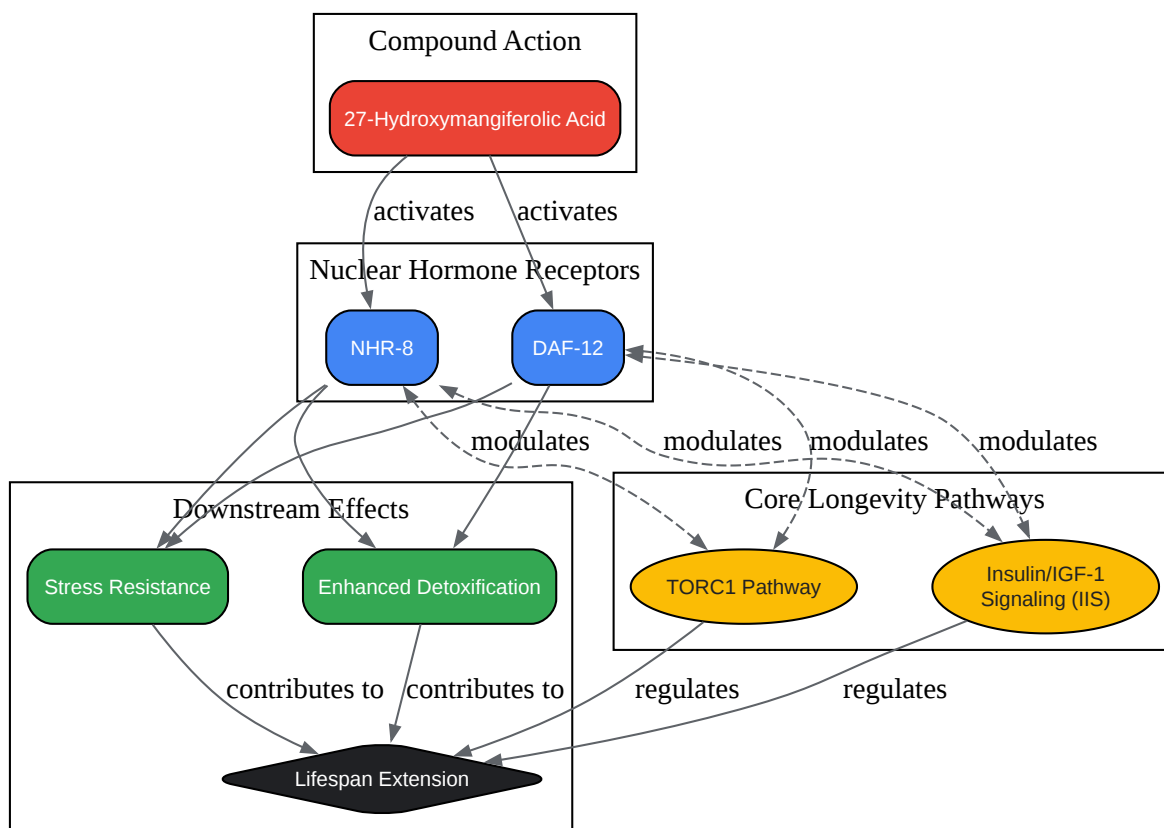 Compound Action
27-Hydroxymangiferolic Acid
activates
activates
Nuclear Hormone Receptors
NHR-8
DAF-12
modulates
modulates
modulates
modulates
Downstream Effects
Core Longevity Pathways
Stress Resistance
Enhanced Detoxification
TORC1 Pathway
Insulin/IGF-1
Signaling (IIS)
contributes to
contributes to
regulates
regulates
Lifespan Extension